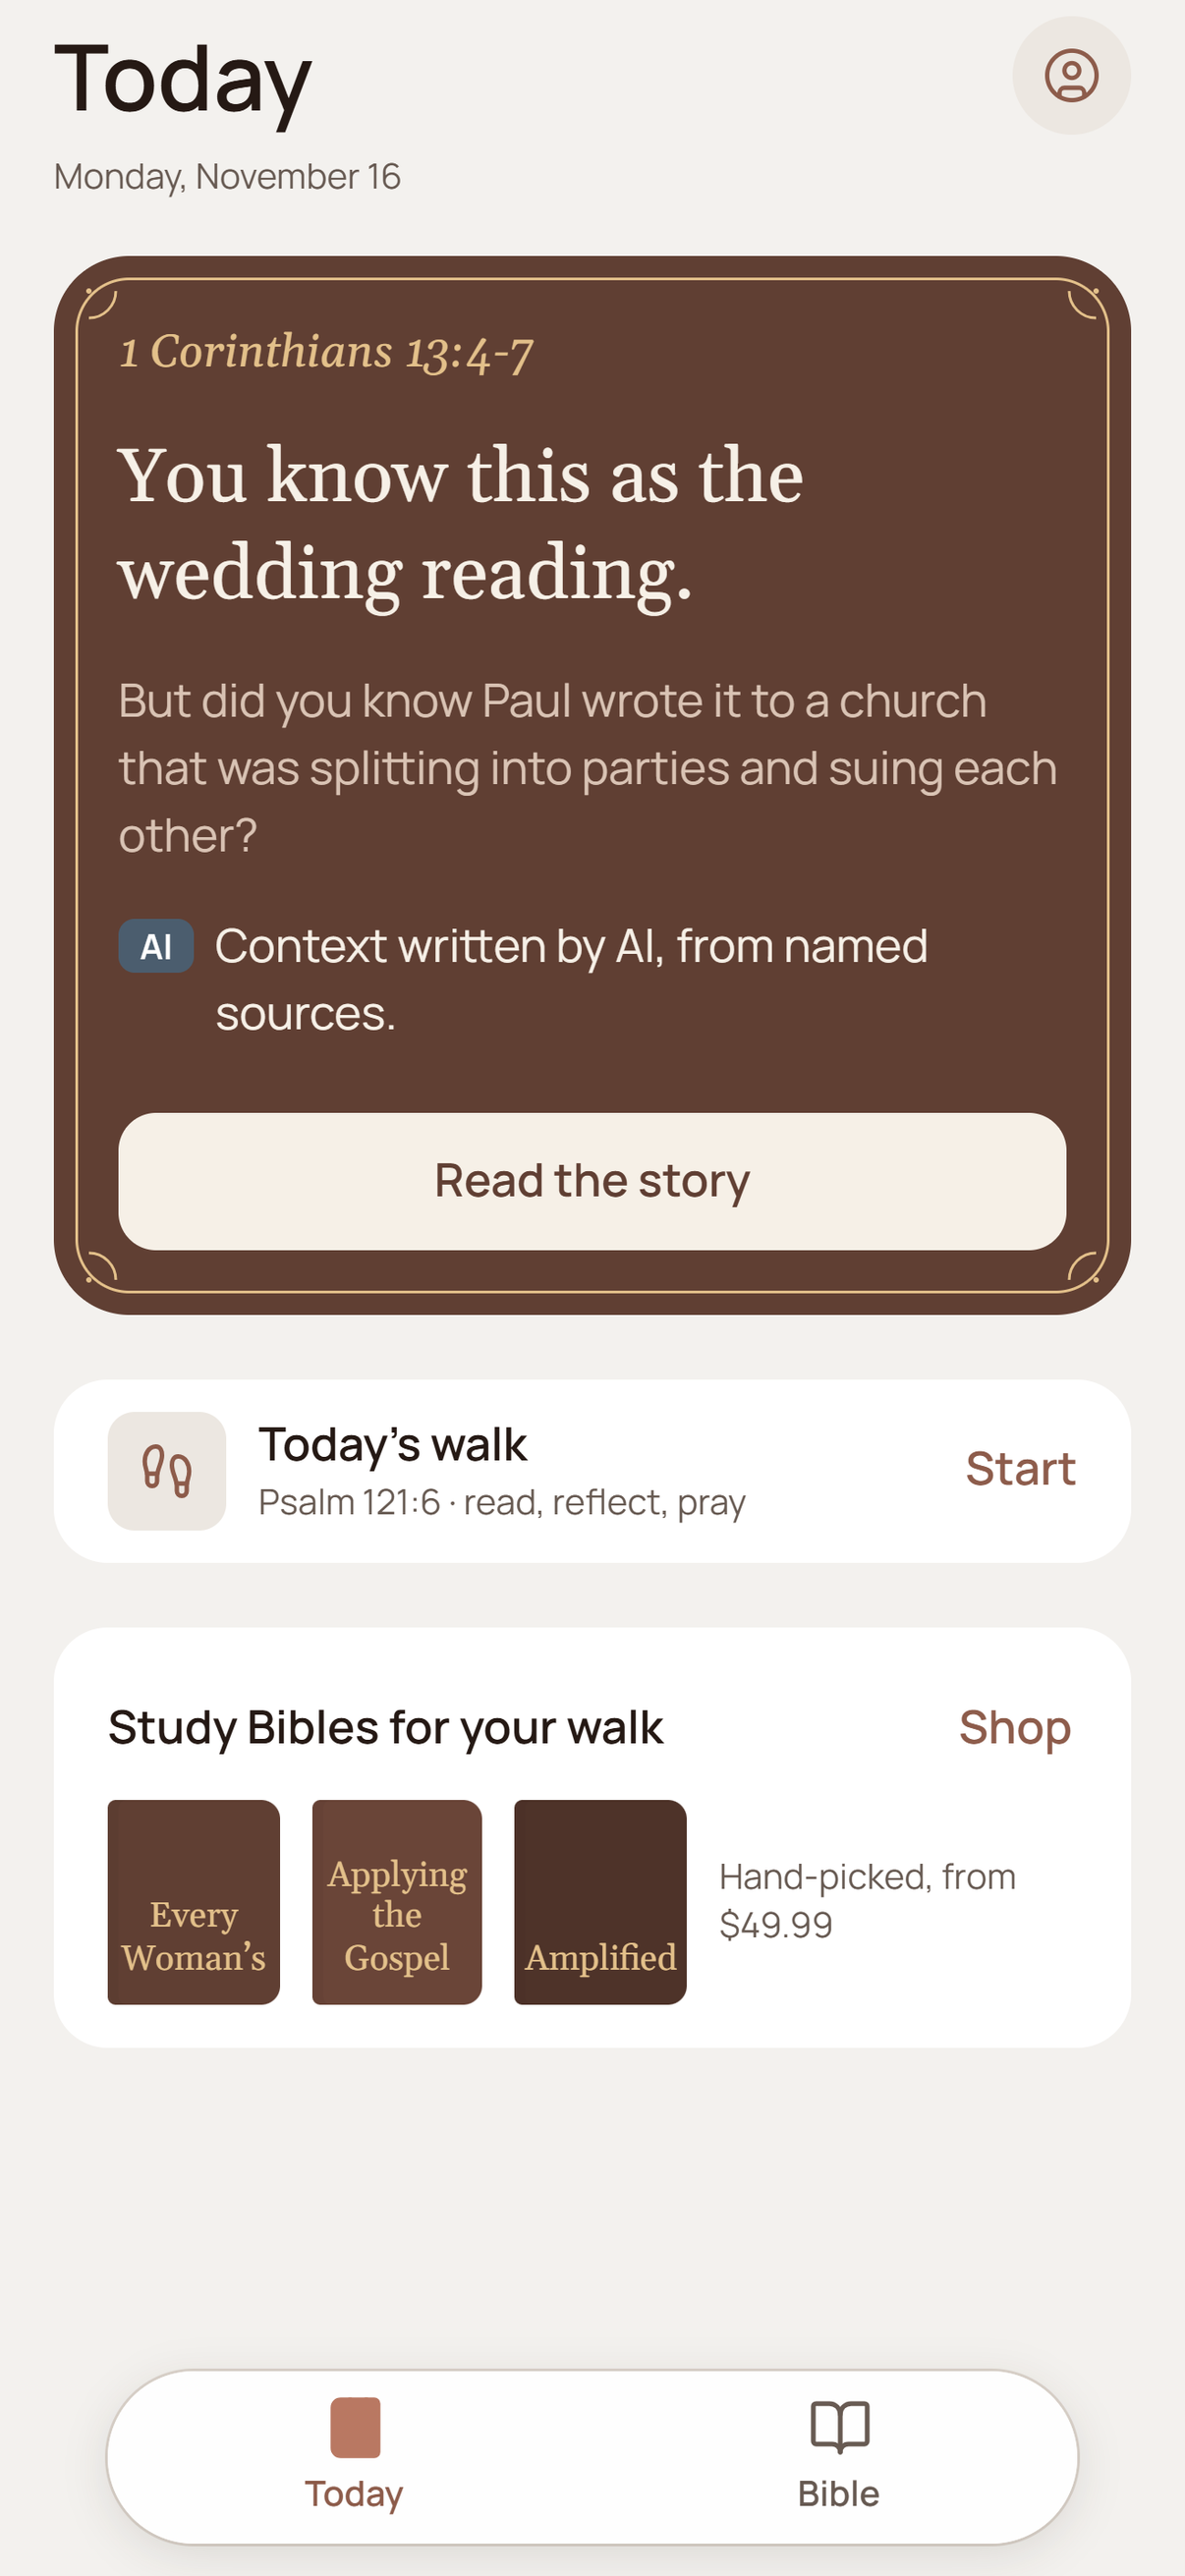 Today
Monday, November 16
1 Corinthians 13:4-7
You know this as the
wedding reading.
But did you know Paul wrote it to a church
that was splitting into parties and suing each
other?
AI Context written by AI, from named
sources.
Read the story
Today’s walk
Psalm 121:6 · read, reflect, pray
Start
Study Bibles for your walk
Shop
Every
Woman’s
Applying
the
Gospel
Amplified
Hand-picked, from
$49.99
Today
Bible